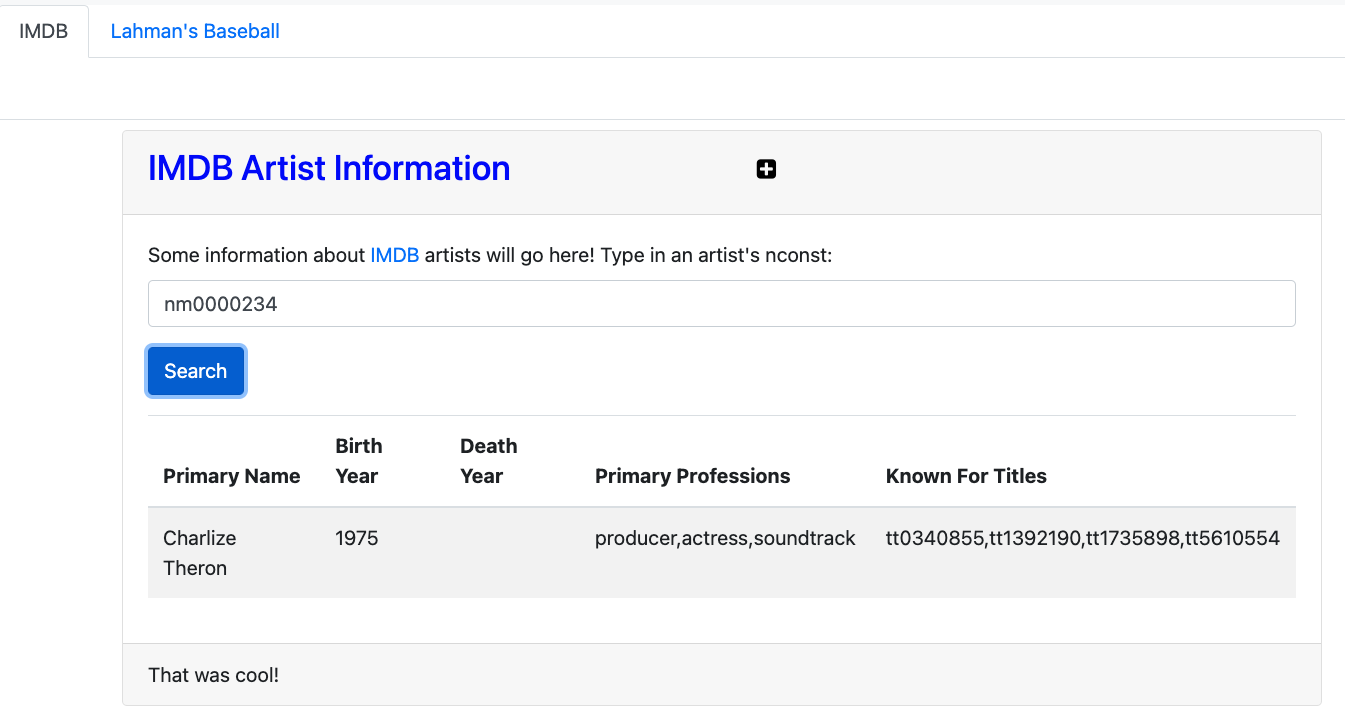 IMDB Lahman's Baseball
IMDB Artist Information
Some information about IMDB artists will go here! Type in an artist's nconst:
nm0000234
Search
Primary Name Birth Year Death Year Primary Professions Known For Titles
Charlize Theron 1975 producer,actress,soundtrack tt0340855,tt1392190,tt1735898,tt5610554
That was cool!